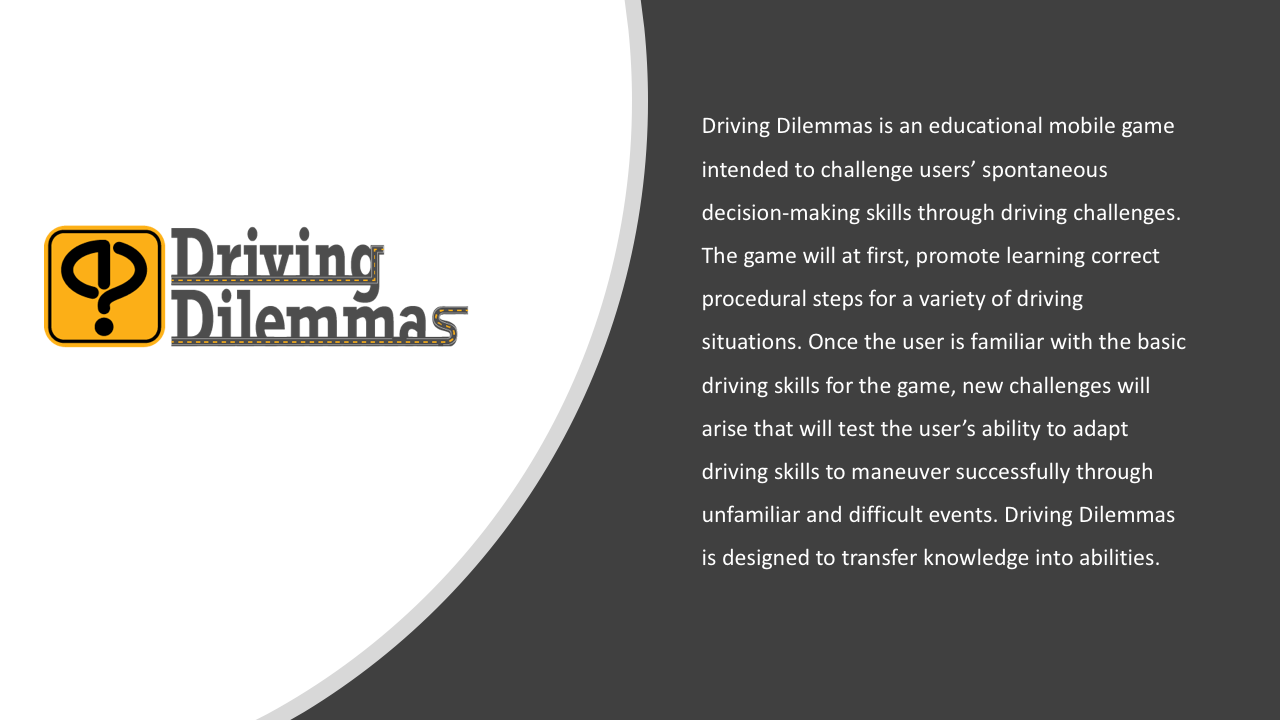 Driving
Dilemmas
Driving Dilemmas is an educational mobile game
intended to challenge users’ spontaneous
decision-making skills through driving challenges.
The game will at first, promote learning correct
procedural steps for a variety of driving
situations. Once the user is familiar with the basic
driving skills for the game, new challenges will
arise that will test the user’s ability to adapt
driving skills to maneuver successfully through
unfamiliar and difficult events. Driving Dilemmas
is designed to transfer knowledge into abilities.